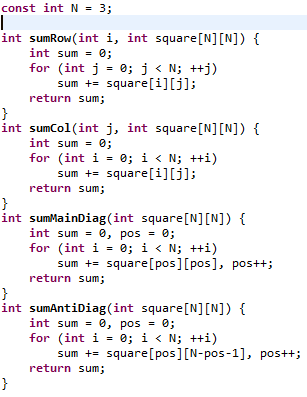 const int N = 3;
int sumRow(int i, int square[N][N]) {
    int sum = 0;
    for (int j = 0; j < N; ++j)
        sum += square[i][j];
    return sum;
}
int sumCol(int j, int square[N][N]) {
    int sum = 0;
    for (int i = 0; i < N; ++i)
        sum += square[i][j];
    return sum;
}
int sumMainDiag(int square[N][N]) {
    int sum = 0, pos = 0;
    for (int i = 0; i < N; ++i)
        sum += square[pos][pos], pos++;
    return sum;
}
int sumAntiDiag(int square[N][N]) {
    int sum = 0, pos = 0;
    for (int i = 0; i < N; ++i)
        sum += square[pos][N-pos-1], pos++;
    return sum;
}